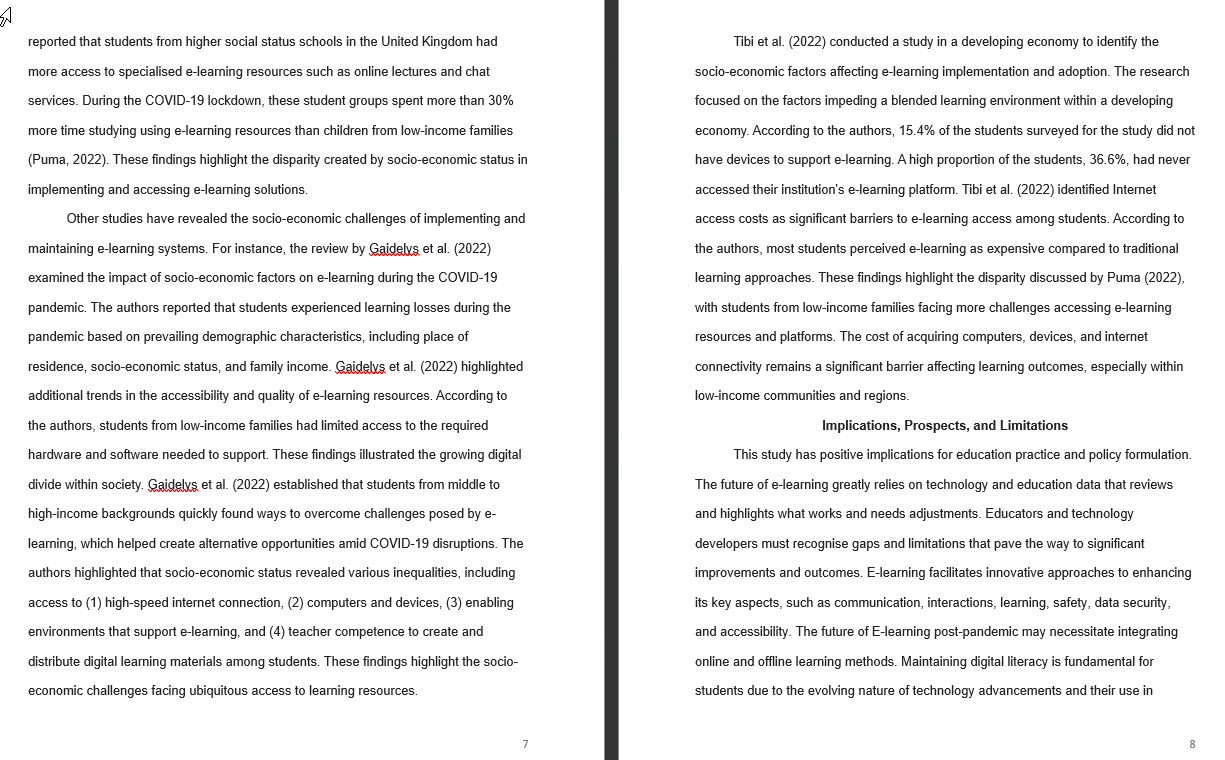 reported that students from higher social status schools in the United Kingdom had
more access to specialised e-learning resources such as online lectures and chat
services. During the COVID-19 lockdown, these student groups spent more than 30%
more time studying using e-learning resources than children from low-income families
(Puma, 2022). These findings highlight the disparity created by socio-economic status in
implementing and accessing e-learning solutions.
Other studies have revealed the socio-economic challenges of implementing and
maintaining e-learning systems. For instance, the review by Gaidelys et al. (2022)
examined the impact of socio-economic factors on e-learning during the COVID-19
pandemic. The authors reported that students experienced learning losses during the
pandemic based on prevailing demographic characteristics, including place of
residence, socio-economic status, and family income. Gaidelys et al. (2022) highlighted
additional trends in the accessibility and quality of e-learning resources. According to
the authors, students from low-income families had limited access to the required
hardware and software needed to support. These findings illustrated the growing digital
divide within society. Gaidelys et al. (2022) established that students from middle to
high-income backgrounds quickly found ways to overcome challenges posed by e-
learning, which helped create alternative opportunities amid COVID-19 disruptions. The
authors highlighted that socio-economic status revealed various inequalities, including
access to (1) high-speed internet connection, (2) computers and devices, (3) enabling
environments that support e-learning, and (4) teacher competence to create and
distribute digital learning materials among students. These findings highlight the socio-
economic challenges facing ubiquitous access to learning resources.
7
Tibi et al. (2022) conducted a study in a developing economy to identify the
socio-economic factors affecting e-learning implementation and adoption. The research
focused on the factors impeding a blended learning environment within a developing
economy. According to the authors, 15.4% of the students surveyed for the study did not
have devices to support e-learning. A high proportion of the students, 36.6%, had never
accessed their institution's e-learning platform. Tibi et al. (2022) identified Internet
access costs as significant barriers to e-learning access among students. According to
the authors, most students perceived e-learning as expensive compared to traditional
learning approaches. These findings highlight the disparity discussed by Puma (2022),
with students from low-income families facing more challenges accessing e-learning
resources and platforms. The cost of acquiring computers, devices, and internet
connectivity remains a significant barrier affecting learning outcomes, especially within
low-income communities and regions.
Implications, Prospects, and Limitations
This study has positive implications for education practice and policy formulation.
The future of e-learning greatly relies on technology and education data that reviews
and highlights what works and needs adjustments. Educators and technology
developers must recognise gaps and limitations that pave the way to significant
improvements and outcomes. E-learning facilitates innovative approaches to enhancing
its key aspects, such as communication, interactions, learning, safety, data security,
and accessibility. The future of E-learning post-pandemic may necessitate integrating
online and offline learning methods. Maintaining digital literacy is fundamental for
students due to the evolving nature of technology advancements and their use in
8